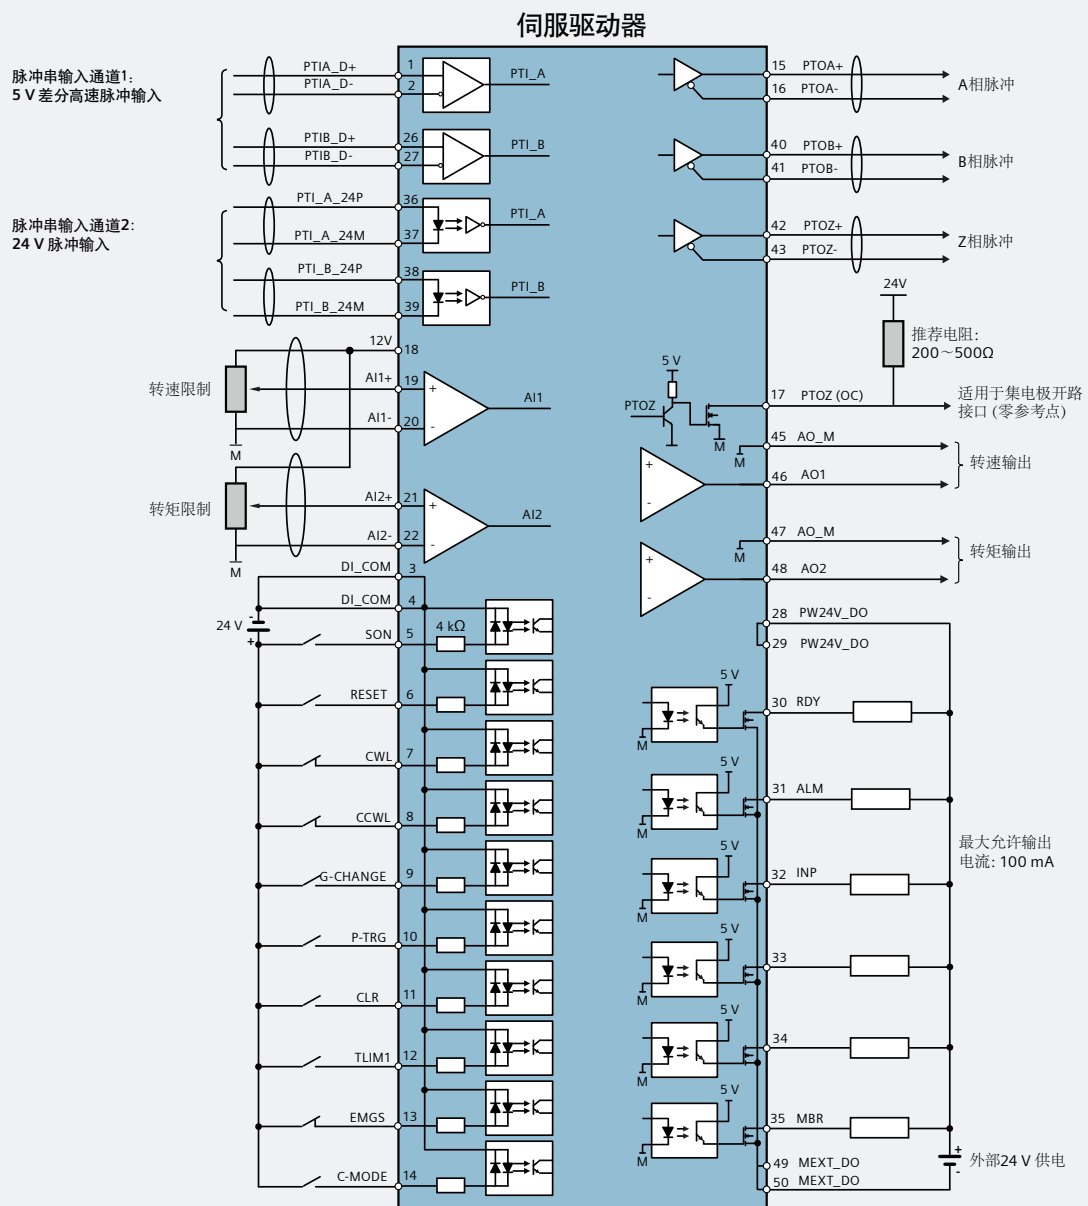 伺服驱动器
脉冲串输入通道1:
5 V 差分高速脉冲输入
PTIA_D+
1
PTIA_D-
2
PTI_A
PTIB_D+
26
PTIB_D-
27
PTI_B
脉冲串输入通道2:
24 V 脉冲输入
PTI_A_24P
36
PTI_A_24M
37
PTI_A
PTI_B_24P
38
PTI_B_24M
39
PTI_B
12V
18
转速限制
AI1+
19
AI1-
20
+
-
AI1
M
转矩限制
AI2+
21
AI2-
22
+
-
AI2
M
DI_COM
3
DI_COM
4
24 V
-
+
SON
5
4 kΩ
RESET
6
CWL
7
CCWL
8
G-CHANGE
9
P-TRG
10
CLR
11
TLIM1
12
EMGS
13
C-MODE
14
15
PTOA+
16
PTOA-
A相脉冲
40
PTOB+
41
PTOB-
B相脉冲
42
PTOZ+
43
PTOZ-
Z相脉冲
24V
推荐电阻:
200～500Ω
5 V
PTOZ
M
17
PTOZ (OC)
适用于集电极开路
接口 (零参考点)
45
AO_M
M
46
AO1
+
-
转速输出
47
AO_M
M
48
AO2
+
-
转矩输出
28
PW24V_DO
29
PW24V_DO
5 V
M
30
RDY
5 V
M
31
ALM
最大允许输出
电流: 100 mA
5 V
M
32
INP
5 V
M
33
5 V
M
34
5 V
M
35
MBR
49
MEXT_DO
50
MEXT_DO
+
-
外部24 V 供电